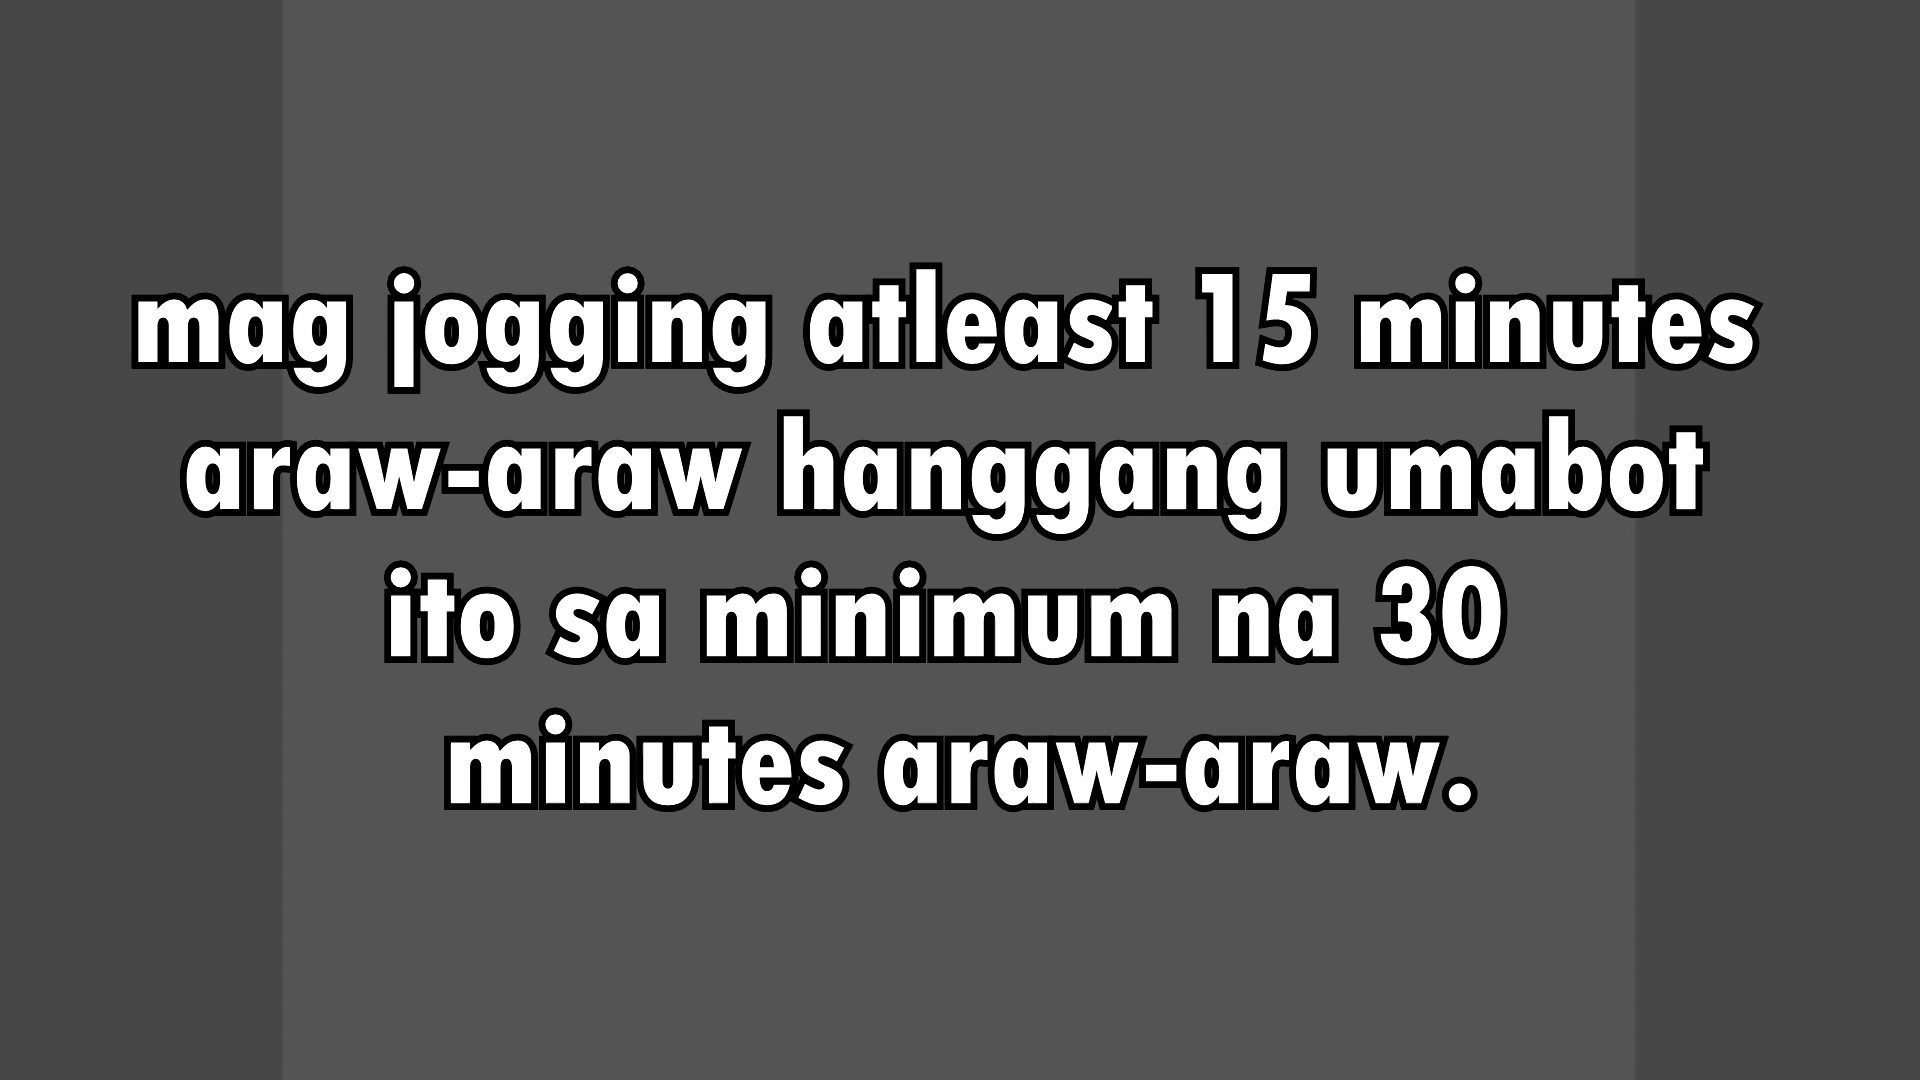 mag jogging atleast 15 minutes
araw-araw hanggang umabot
ito sa minimum na 30
minutes araw-araw.